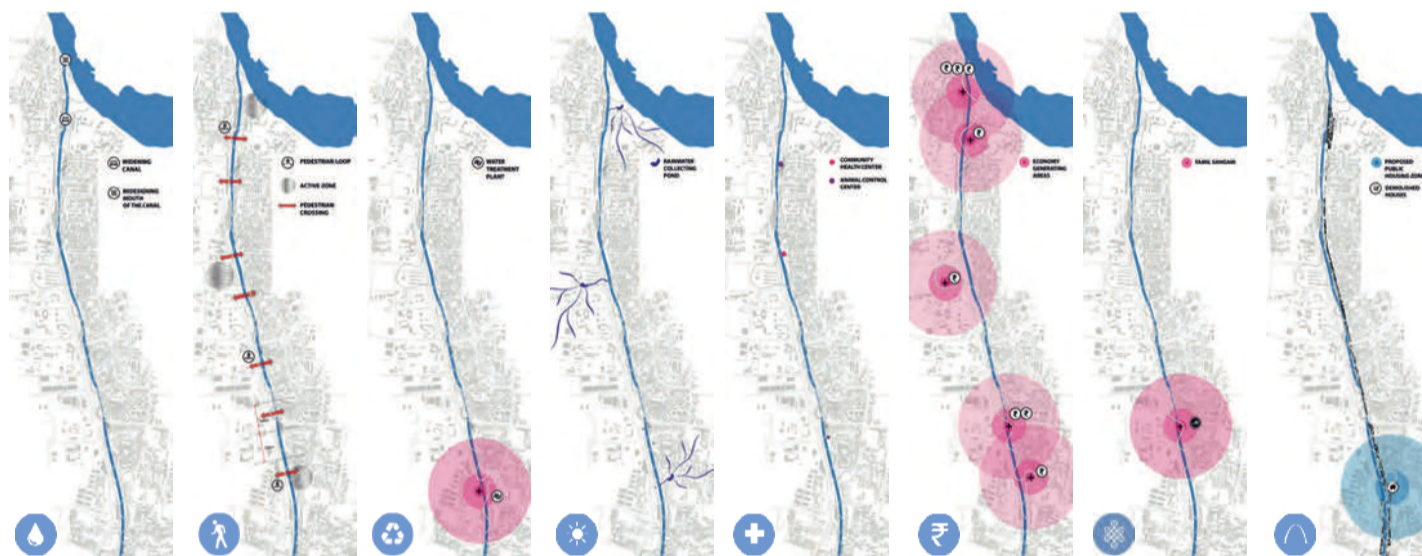 WIDENING
CANAL
WIDESENING
MOUTH
OF THE CANAL
PEDESTRIAN LOOP
ACTIVE ZONE
PEDESTRIAN
CROSSING
WATER
TREATMENT
PLANT
RAINWATER
COLLECTING
POND
COMMUNITY
HEALTH CENTER
ANIMAL CONTROL
CENTER
₹ ₹ ₹
₹
ECONOMY
GENERATING
AREAS
₹
₹ ₹
₹
₹
TAMIL SANGAM
PROPOSED
PUBLIC
HOUSING ZONE
DEMOLISHED
HOUSES